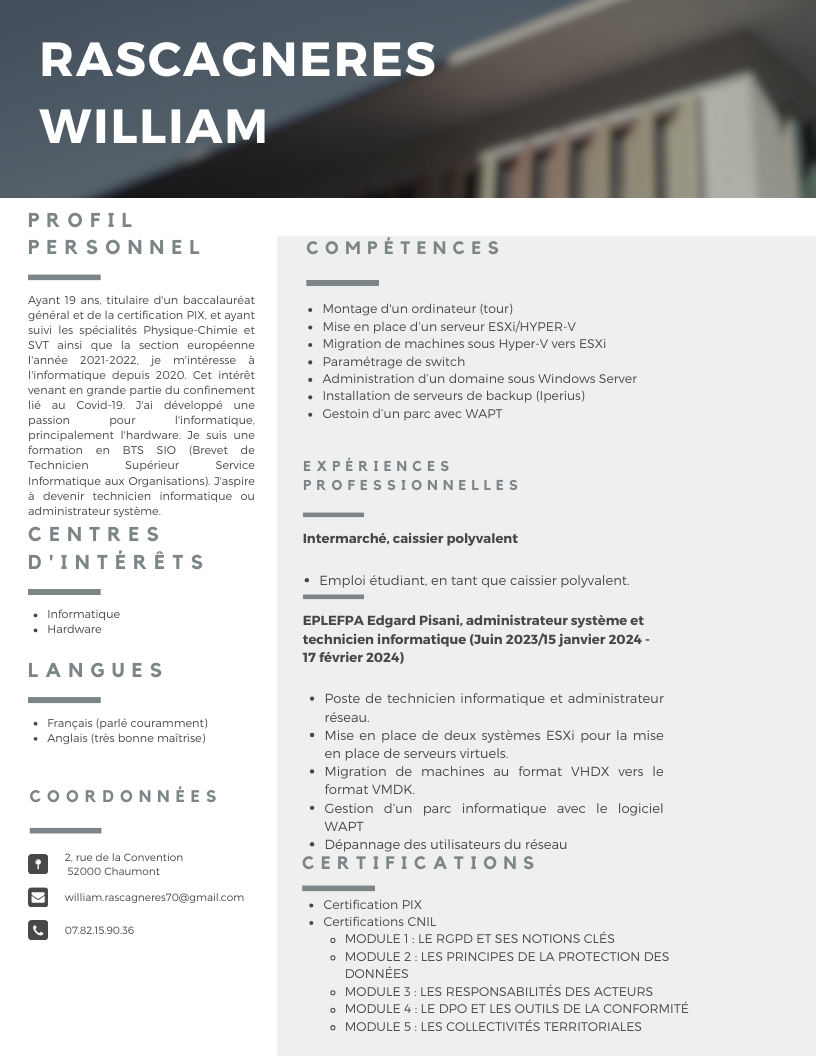 RASCAGNERES
WILLIAM
PROFIL
PERSONNEL
Ayant 19 ans, titulaire d'un baccalauréat
général et de la certification PIX, et ayant
suivi les spécialités Physique-Chimie et
SVT ainsi que la section européenne
l'année 2021-2022, je m'intéresse à
l'informatique depuis 2020. Cet intérêt
venant en grande partie du confinement
lié au Covid-19. J'ai développé une
passion pour l'informatique,
principalement l'hardware. Je suis une
formation en BTS SIO (Brevet de
Technicien Supérieur Service
Informatique aux Organisations). J'aspire
à devenir technicien informatique ou
administrateur système.
CENTRES
D'INTÉRÊTS
• Informatique
• Hardware
LANGUES
• Français (parlé couramment)
• Anglais (très bonne maîtrise)
COORDONNÉES
2, rue de la Convention
52000 Chaumont
william.rascagneres70@gmail.com
07.82.15.90.36
COMPÉTENCES
• Montage d'un ordinateur (tour)
• Mise en place d'un serveur ESXi/HYPER-V
• Migration de machines sous Hyper-V vers ESXi
• Paramétrage de switch
• Administration d'un domaine sous Windows Server
• Installation de serveurs de backup (Iperius)
• Gestoin d'un parc avec WAPT
EXPÉRIENCES
PROFESSIONNELLES
Intermarché, caissier polyvalent
• Emploi étudiant, en tant que caissier polyvalent.
EPLEFPA Edgard Pisani, administrateur système et
technicien informatique (Juin 2023/15 janvier 2024 -
17 février 2024)
• Poste de technicien informatique et administrateur
réseau.
• Mise en place de deux systèmes ESXi pour la mise
en place de serveurs virtuels.
• Migration de machines au format VHDX vers le
format VMDK.
• Gestion d'un parc informatique avec le logiciel
WAPT
• Dépannage des utilisateurs du réseau
CERTIFICATIONS
• Certification PIX
• Certifications CNIL
MODULE 1 : LE RGPD ET SES NOTIONS CLÉS
MODULE 2 : LES PRINCIPES DE LA PROTECTION DES
DONNÉES
MODULE 3 : LES RESPONSABILITÉS DES ACTEURS
MODULE 4 : LE DPO ET LES OUTILS DE LA CONFORMITÉ
MODULE 5 : LES COLLECTIVITÉS TERRITORIALES